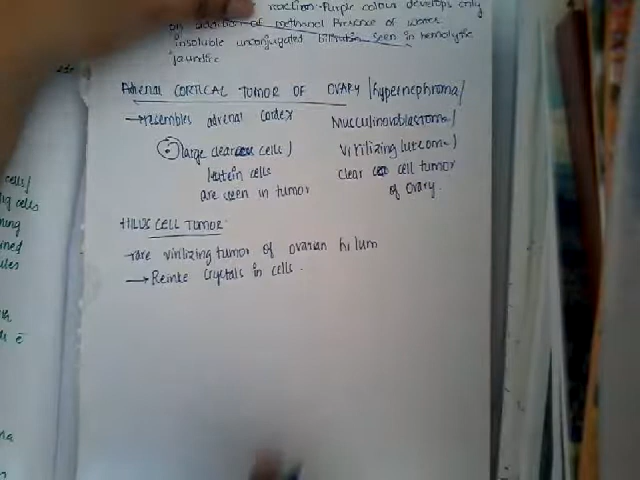 reaction - Purple colour develops only
on addition of methanol Presence of water
insoluble unconjugated bilirubin seen in hemolytic
jaundice
Adrenal CORTICAL TUMOR OF OVARY / hypernephroma /
→ resembles adrenal cortex
Masculinovoblastoma /
large clear cells /
virilizing luteoma /
lutein cells
clear cell tumor
are seen in tumor
of ovary.
HILUS CELL TUMOR
→ rare virilizing tumor of ovarian hilum
→ Reinke crystals in cells.
cells /
cells